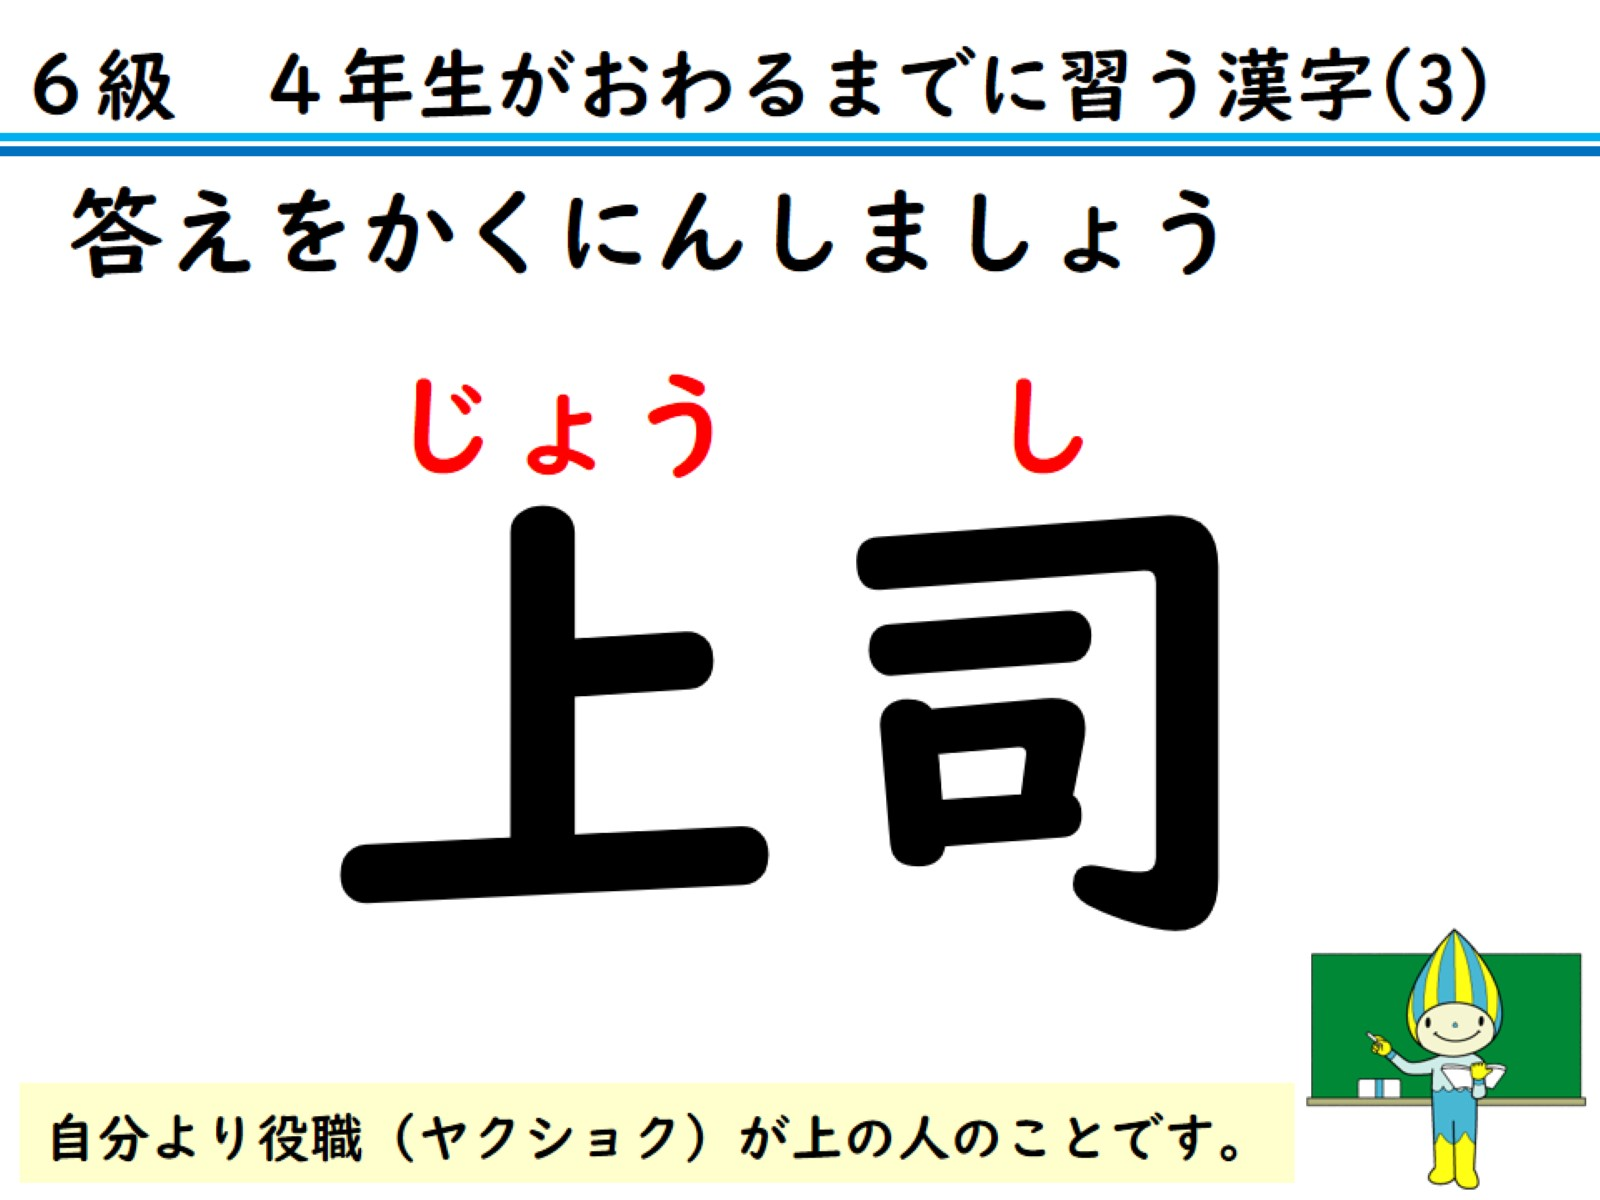 ６級　４年生がおわるまでに習う漢字(3)
答えをかくにんしましょう
じょう　し
上司
自分より役職（ヤクショク）が上の人のことです。